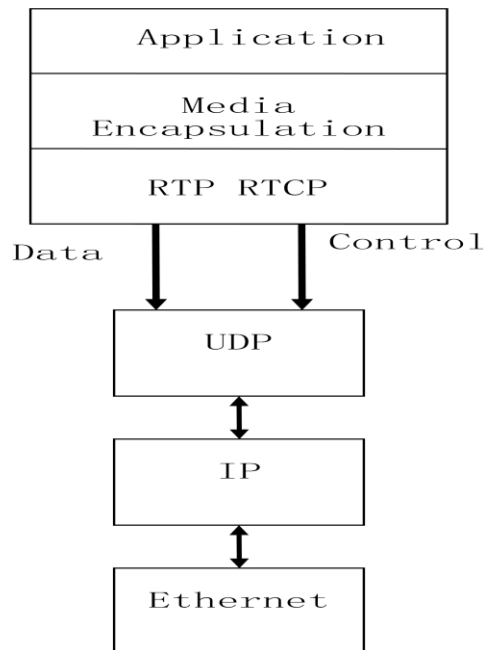 Application
Media
Encapsulation
RTP RTCP
Data
Control
UDP
IP
Ethernet